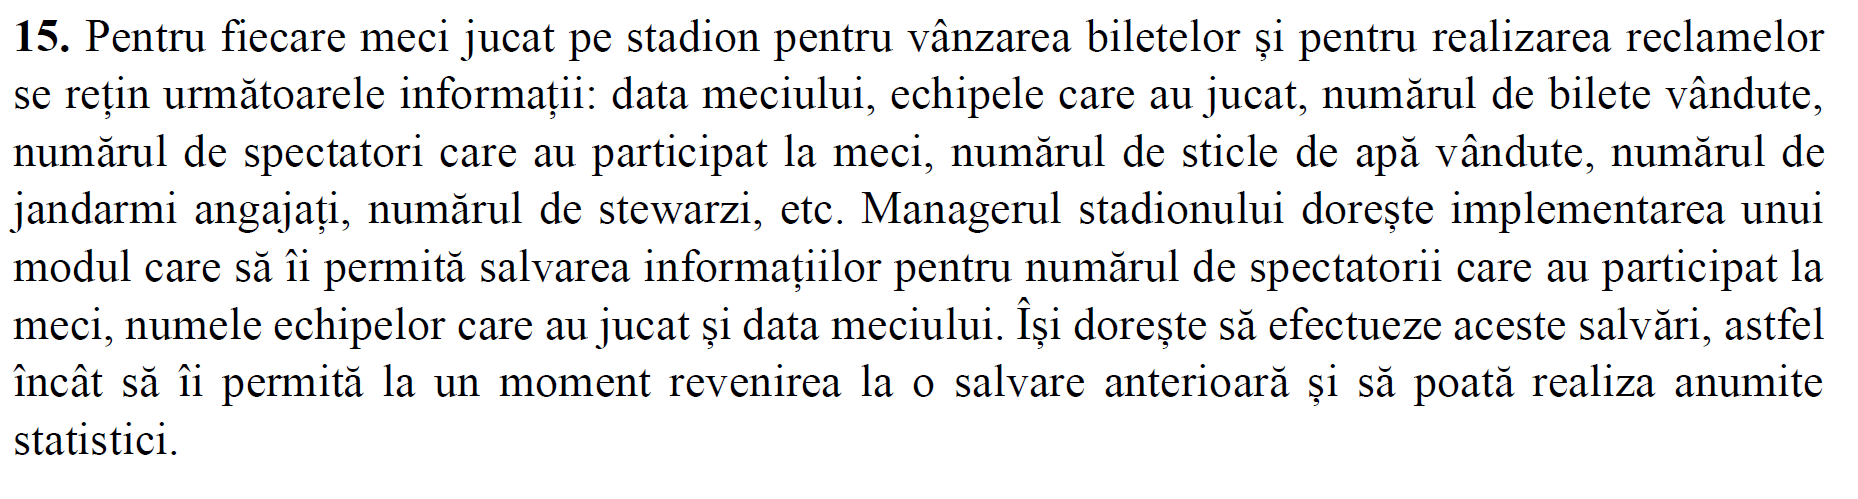 15. Pentru fiecare meci jucat pe stadion pentru vânzarea biletelor și pentru realizarea reclamelor
se rețin următoarele informații: data meciului, echipele care au jucat, numărul de bilete vândute,
numărul de spectatori care au participat la meci, numărul de sticle de apă vândute, numărul de
jandarmi angajați, numărul de stewarzi, etc. Managerul stadionului dorește implementarea unui
modul care să îi permită salvarea informațiilor pentru numărul de spectatorii care au participat la
meci, numele echipelor care au jucat și data meciului. Își dorește să efectueze aceste salvări, astfel
încât să îi permită la un moment revenirea la o salvare anterioară și să poată realiza anumite
statistici.